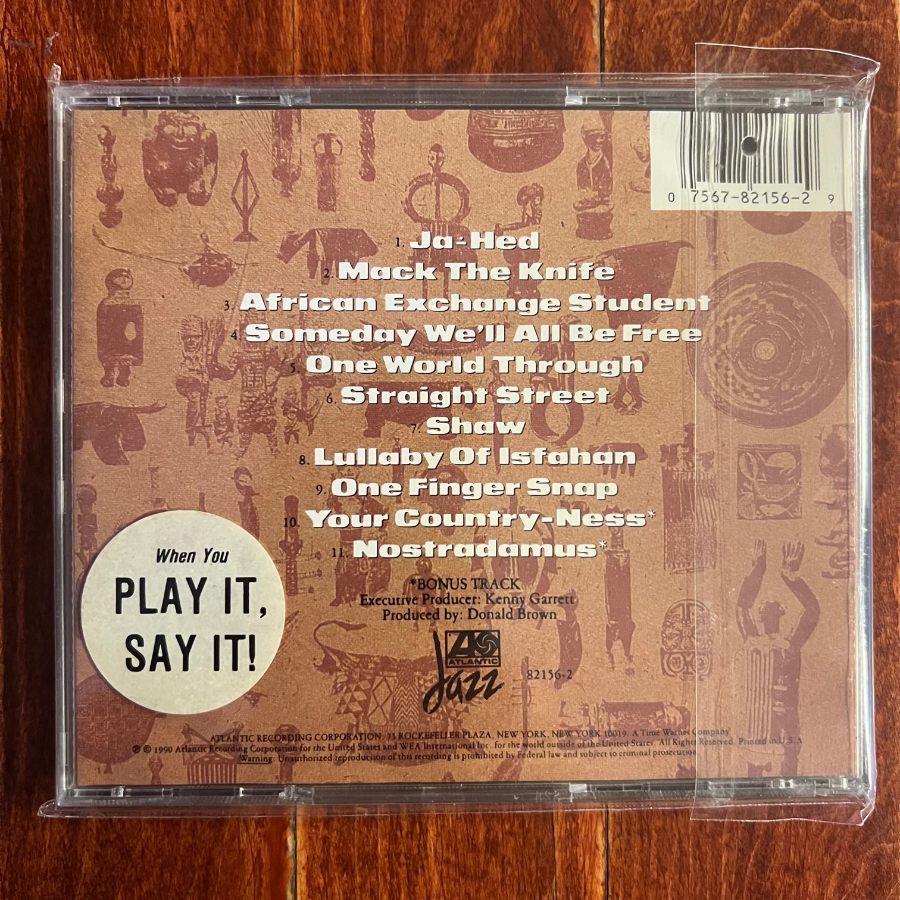 0 7567-82156-2 9
1. Ja-Hed
2. Mack The Knife
3. African Exchange Student
4. Someday We'll All Be Free
5. One World Through
6. Straight Street
7. Shaw
8. Lullaby Of Isfahan
9. One Finger Snap
10. Your Country-Ness*
11. Nostradamus*
*BONUS TRACK
Executive Producer: Kenny Garrett
Produced by: Donald Brown
When You
PLAY IT,
SAY IT!
ATLANTIC
Jazz
82156-2
ATLANTIC RECORDING CORPORATION, 75 ROCKEFELLER PLAZA, NEW YORK, NEW YORK 10019. A Time Warner Company
℗ © 1990 Atlantic Recording Corporation for the United States and WEA International Inc. for the world outside of the United States. All Rights Reserved. Printed in U.S.A
Warning: Unauthorized reproduction of this recording is prohibited by Federal law and subject to criminal prosecution.